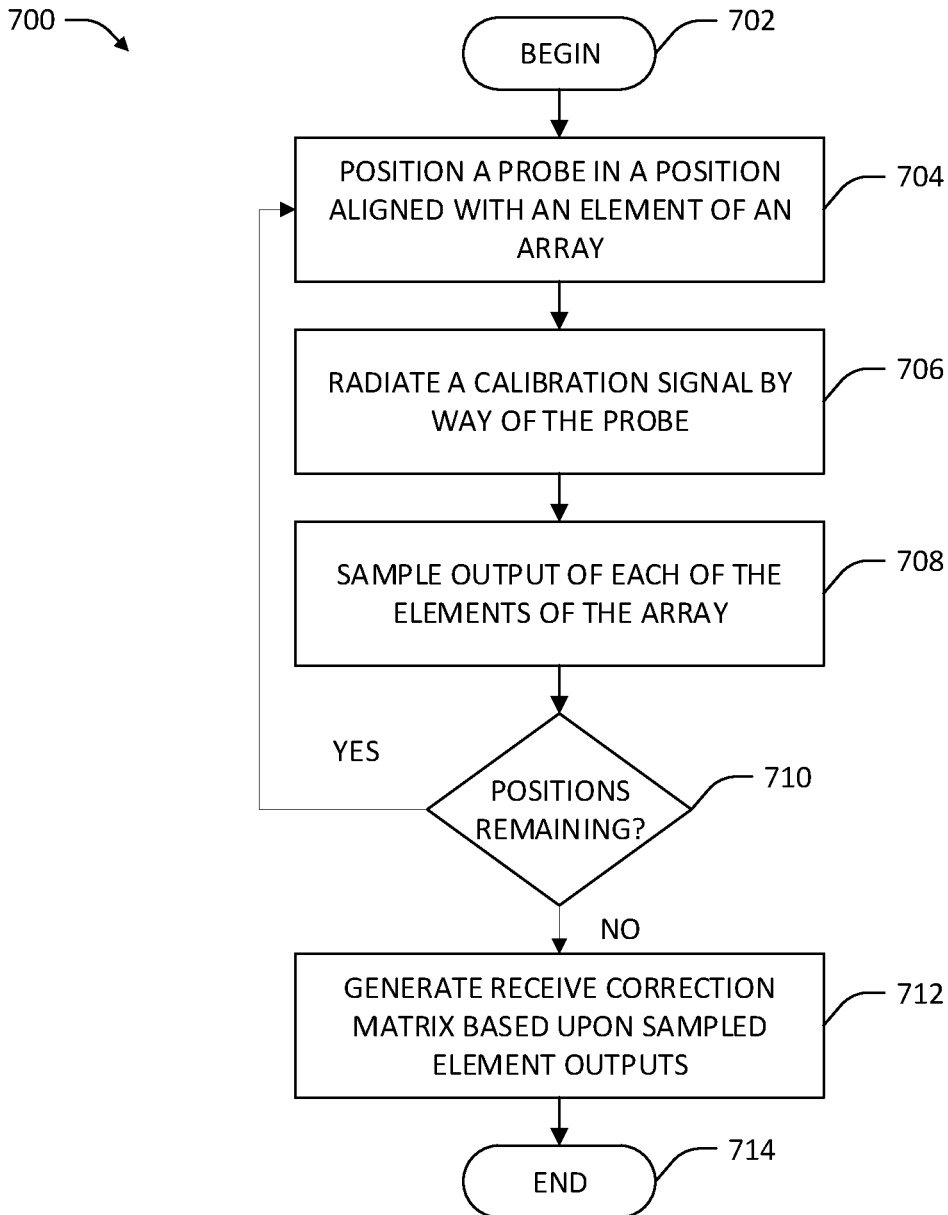 700
702
BEGIN
POSITION A PROBE IN A POSITION
ALIGNED WITH AN ELEMENT OF AN
ARRAY
704
RADIATE A CALIBRATION SIGNAL BY
WAY OF THE PROBE
706
SAMPLE OUTPUT OF EACH OF THE
ELEMENTS OF THE ARRAY
708
YES
POSITIONS
REMAINING?
710
NO
GENERATE RECEIVE CORRECTION
MATRIX BASED UPON SAMPLED
ELEMENT OUTPUTS
712
END
714